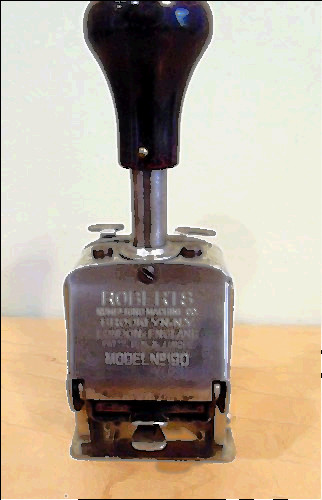 ROBERTS
NUMBERING MACHINE CO.
BROOKLYN, N.Y.
LONDON-ENGLAND
MODEL Nº190